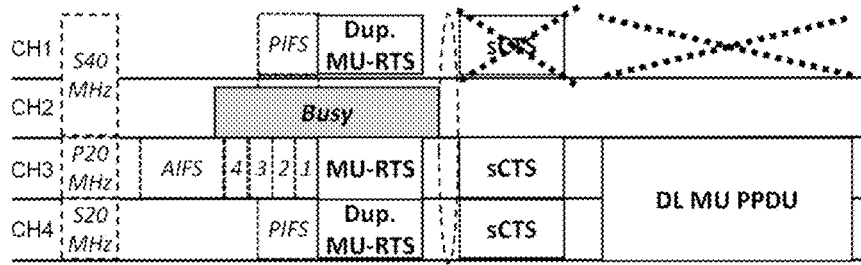 CH1
S40
MHz
PIFS
Dup.
MU-RTS
sCTS
CH2
Busy
CH3
P20
MHz
AIFS
4
3
2
1
MU-RTS
sCTS
DL MU PPDU
CH4
S20
MHz
PIFS
Dup.
MU-RTS
sCTS